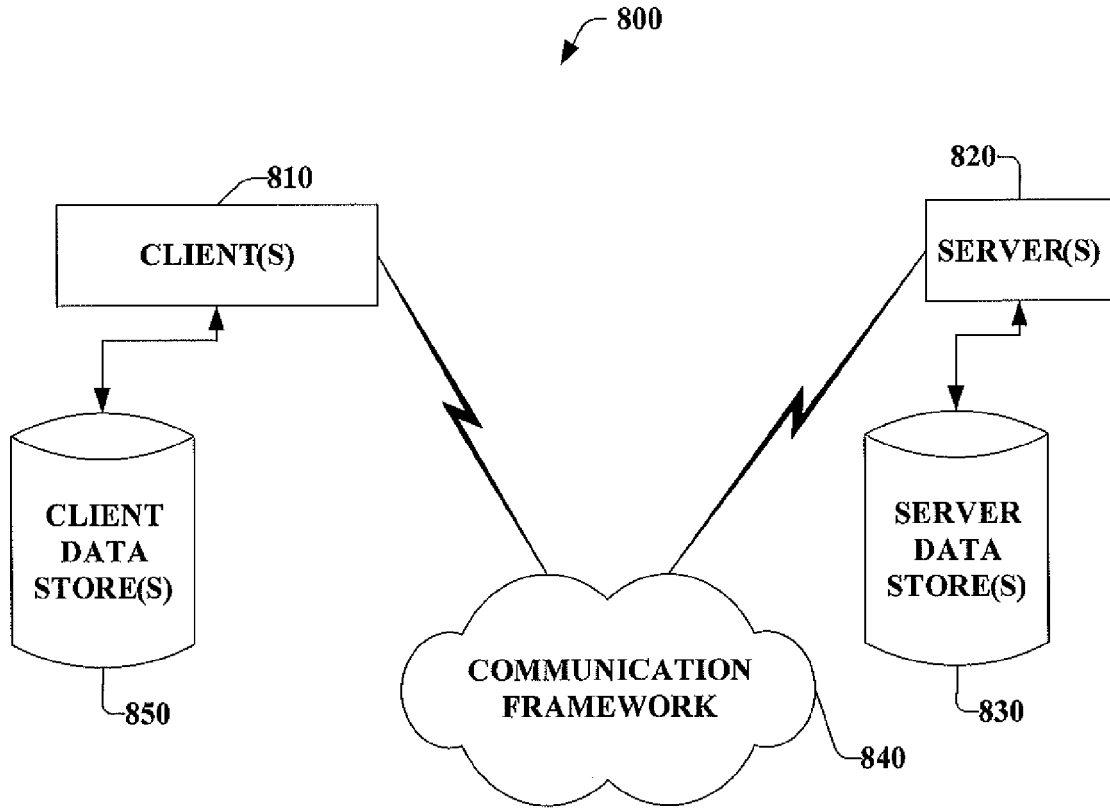 800
810
820
CLIENT(S)
SERVER(S)
CLIENT
DATA
STORE(S)
SERVER
DATA
STORE(S)
COMMUNICATION
FRAMEWORK
850
830
840